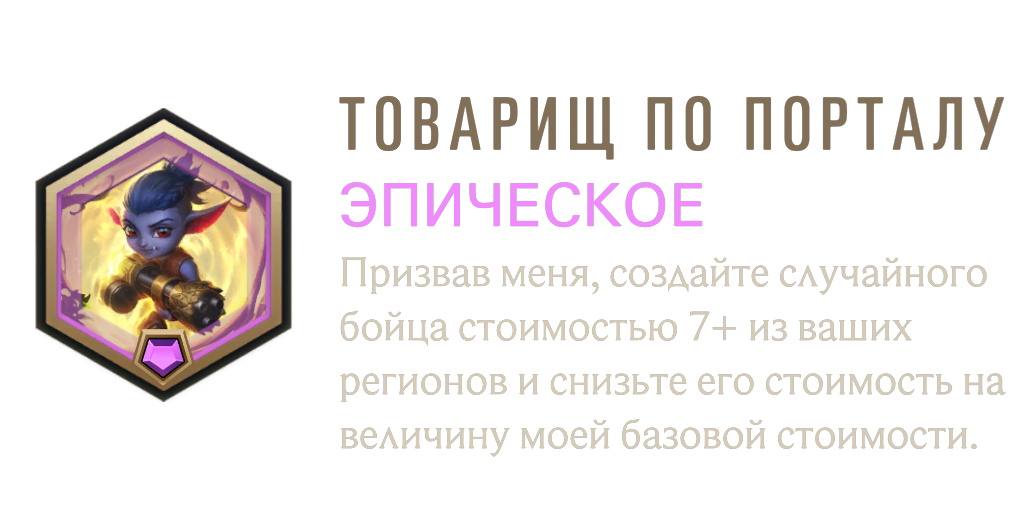 ТОВАРИЩ ПО ПОРТАЛУ
ЭПИЧЕСКОЕ
Призвав меня, создайте случайного
бойца стоимостью 7+ из ваших
регионов и снизьте его стоимость на
величину моей базовой стоимости.